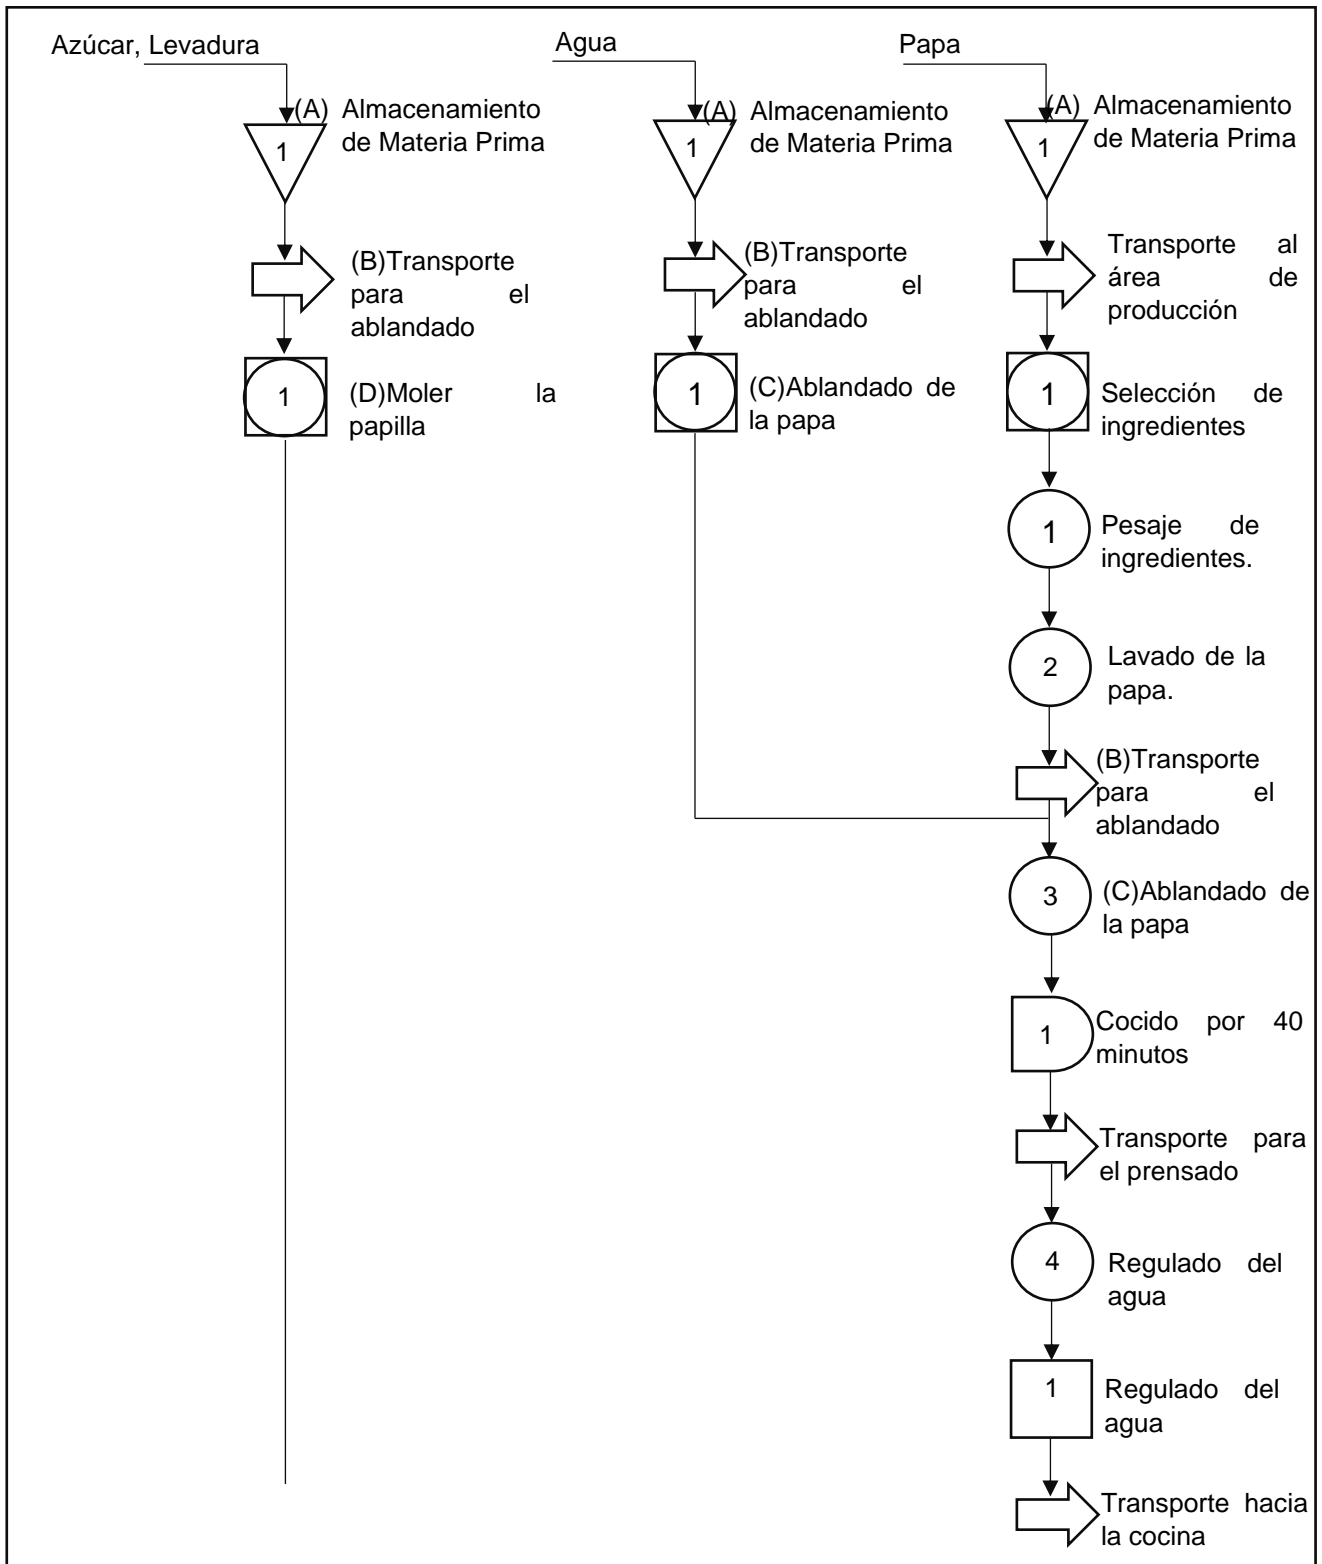 Azúcar, Levadura
Agua
Papa
(A) Almacenamiento
de Materia Prima
1
(A) Almacenamiento
de Materia Prima
1
(A) Almacenamiento
de Materia Prima
1
(B)Transporte
para el
ablandado
(B)Transporte
para el
ablandado
Transporte al
área de
producción
1
(D)Moler la
papilla
1
(C)Ablandado de
la papa
1
Selección de
ingredientes
1
Pesaje de
ingredientes.
2
Lavado de la
papa.
(B)Transporte
para el
ablandado
3
(C)Ablandado de
la papa
1
Cocido por 40
minutos
Transporte para
el prensado
4
Regulado del
agua
1
Regulado del
agua
Transporte hacia
la cocina